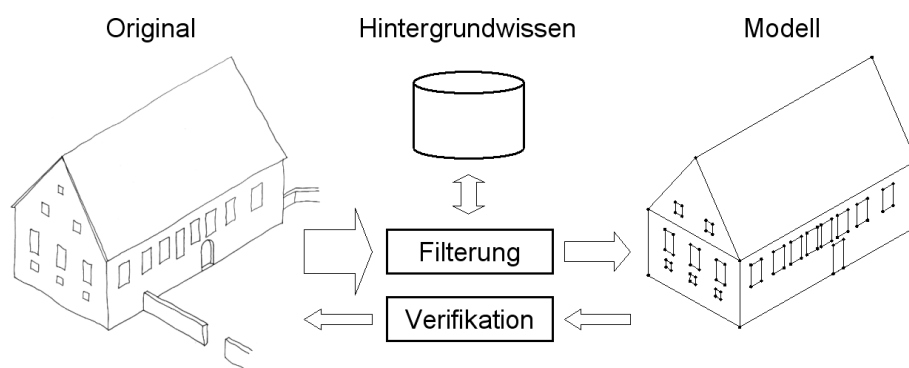 Original
Hintergrundwissen
Modell
Filterung
Verifikation